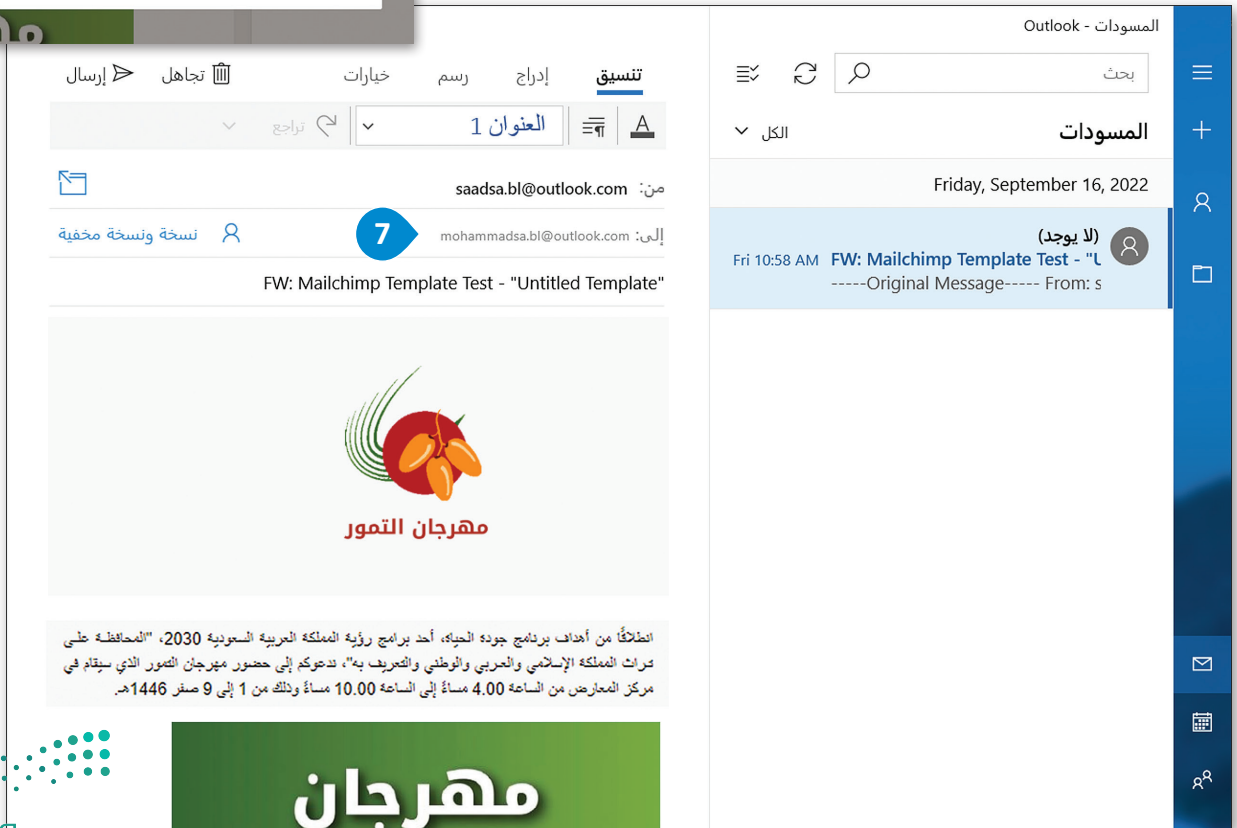 المسودات - Outlook
بحث
المسودات
الكل
Friday, September 16, 2022
(لا يوجد)
FW: Mailchimp Template Test - "U
Fri 10:58 AM
-----Original Message----- From: s
تنسيق
إدراج
رسم
خيارات
تجاهل
إرسال
A
العنوان 1
تراجع
من: saadsa.bl@outlook.com
إلى: mohammadsa.bl@outlook.com
7
نسخة ونسخة مخفية
FW: Mailchimp Template Test - "Untitled Template"
مهرجان التمور
انطلاقًا من أهداف برنامج جودة الحياة، أحد برامج رؤية المملكة العربية السعودية 2030، "المحافظة على
تراث المملكة الإسلامي والعربي والوطني والتعريف به"، ندعوكم إلى حضور مهرجان التمور الذي سيقام في
مركز المعارض من الساعة 4.00 مساءً إلى الساعة 10.00 مساءً وذلك من 1 إلى 9 صفر 1446هـ.
مهرجان